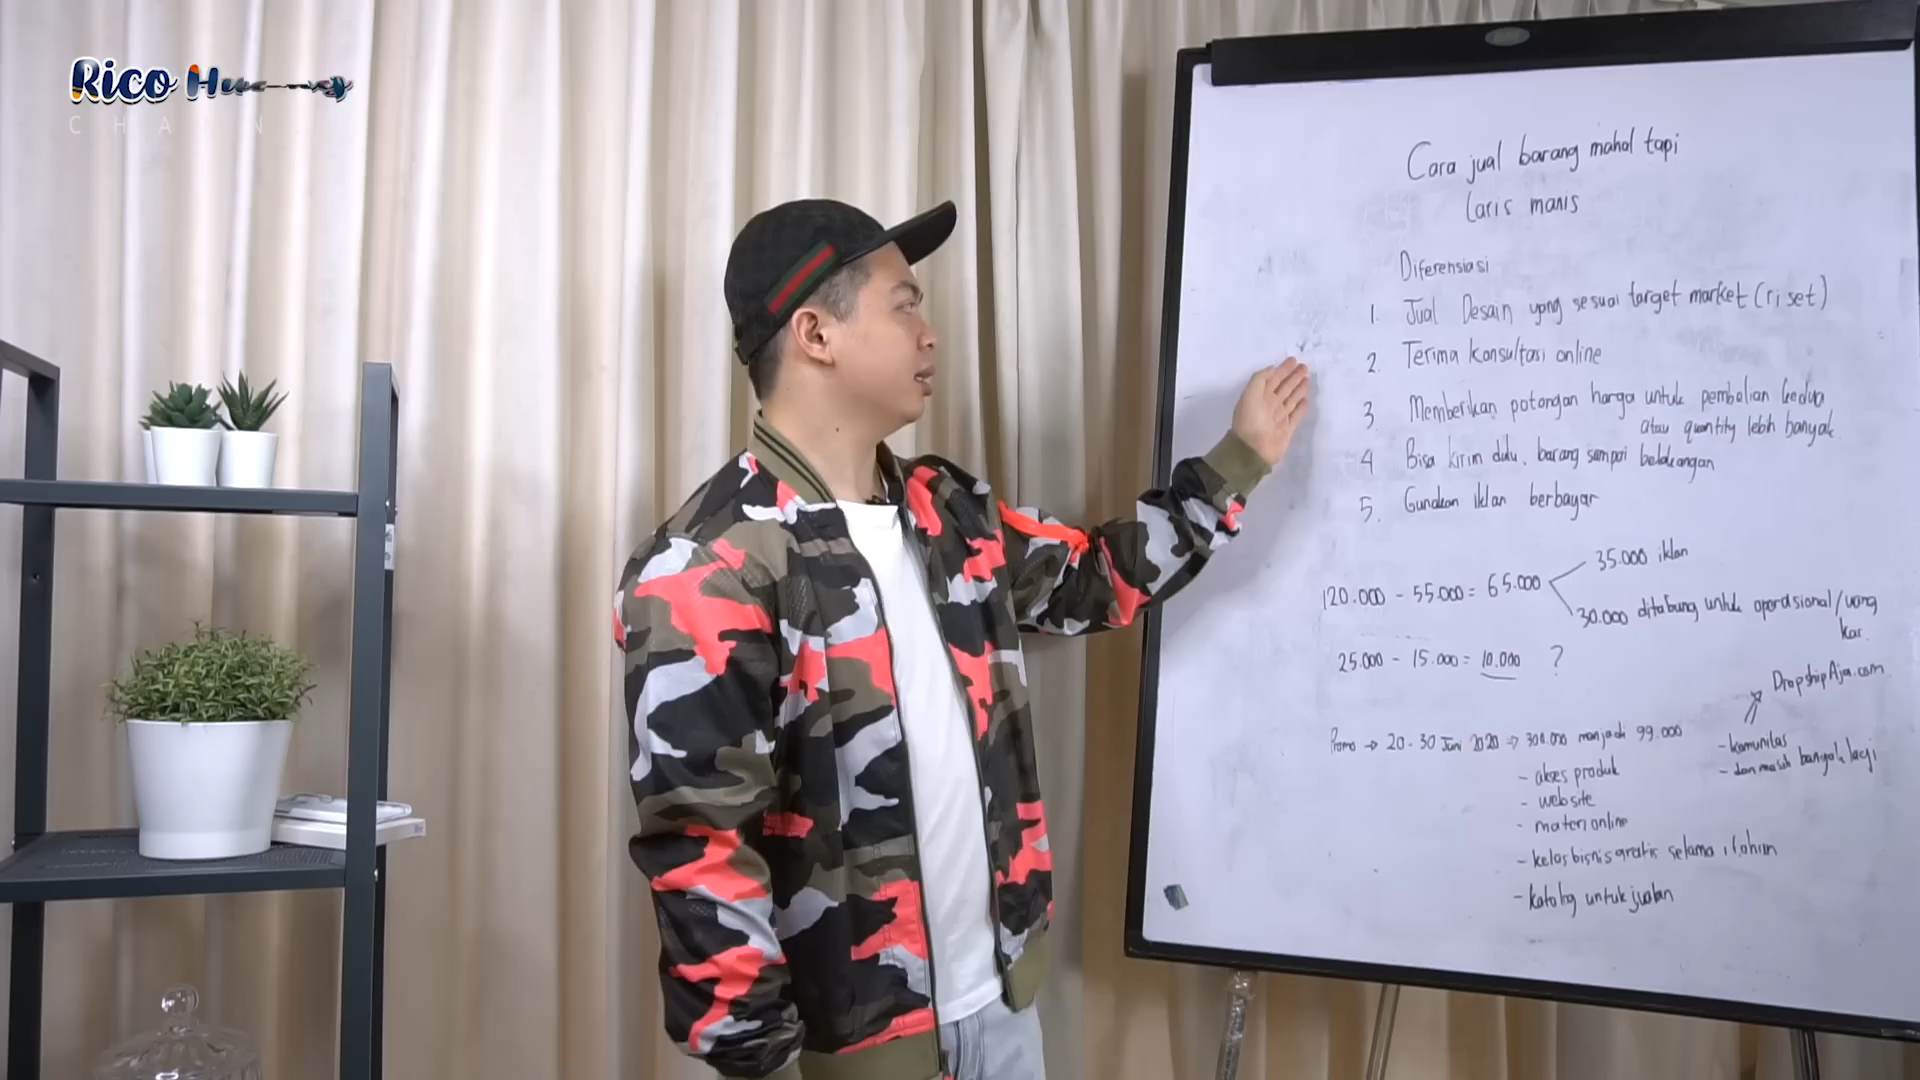 Rico
Cara jual barang mahal tapi
Laris manis
Diferensiasi
1. Jual Desain yang sesuai target market (riset)
2. Terima konsultasi online
3. Memberikan potongan harga untuk pembelian kedua
atau quantity lebih banyak
4 Bisa kirim dulu, barang sampai belakangan
5. Gunakan iklan berbayar
35.000 iklan
120.000 - 55.000 = 65.000
30.000 ditabung untuk operasional/uang
kas.
25.000 - 15.000 = 10.000 ?
DropshipAja.com
Promo → 20-30 Juni 2020 → 300.000 menjadi 99.000
- akses produk
- website
- materi online
- kelas bisnis gratis selama 1 tahun
- katalog untuk jualan
- komunitas
- dan masih banyak lagi